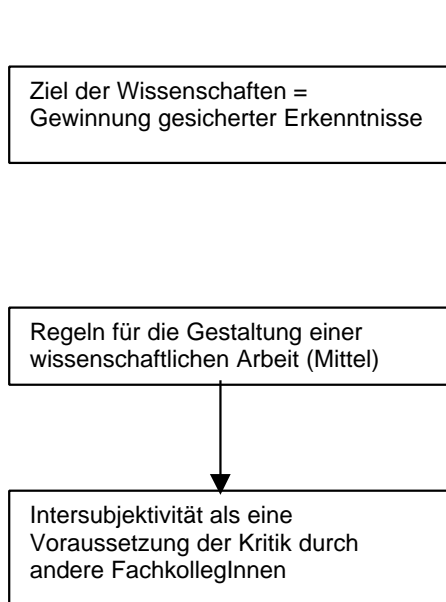 Ziel der Wissenschaften =
Gewinnung gesicherter Erkenntnisse
Regeln für die Gestaltung einer
wissenschaftlichen Arbeit (Mittel)
Intersubjektivität als eine
Voraussetzung der Kritik durch
andere FachkollegInnen